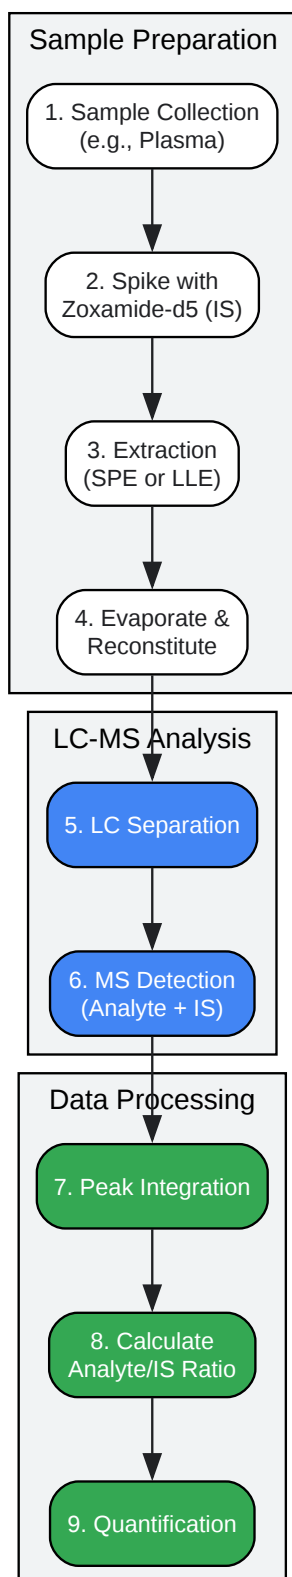 Sample Preparation
1. Sample Collection
(e.g., Plasma)
2. Spike with
Zoxamide-d5 (IS)
3. Extraction
(SPE or LLE)
4. Evaporate &
Reconstitute
LC-MS Analysis
5. LC Separation
6. MS Detection
(Analyte + IS)
Data Processing
7. Peak Integration
8. Calculate
Analyte/IS Ratio
9. Quantification